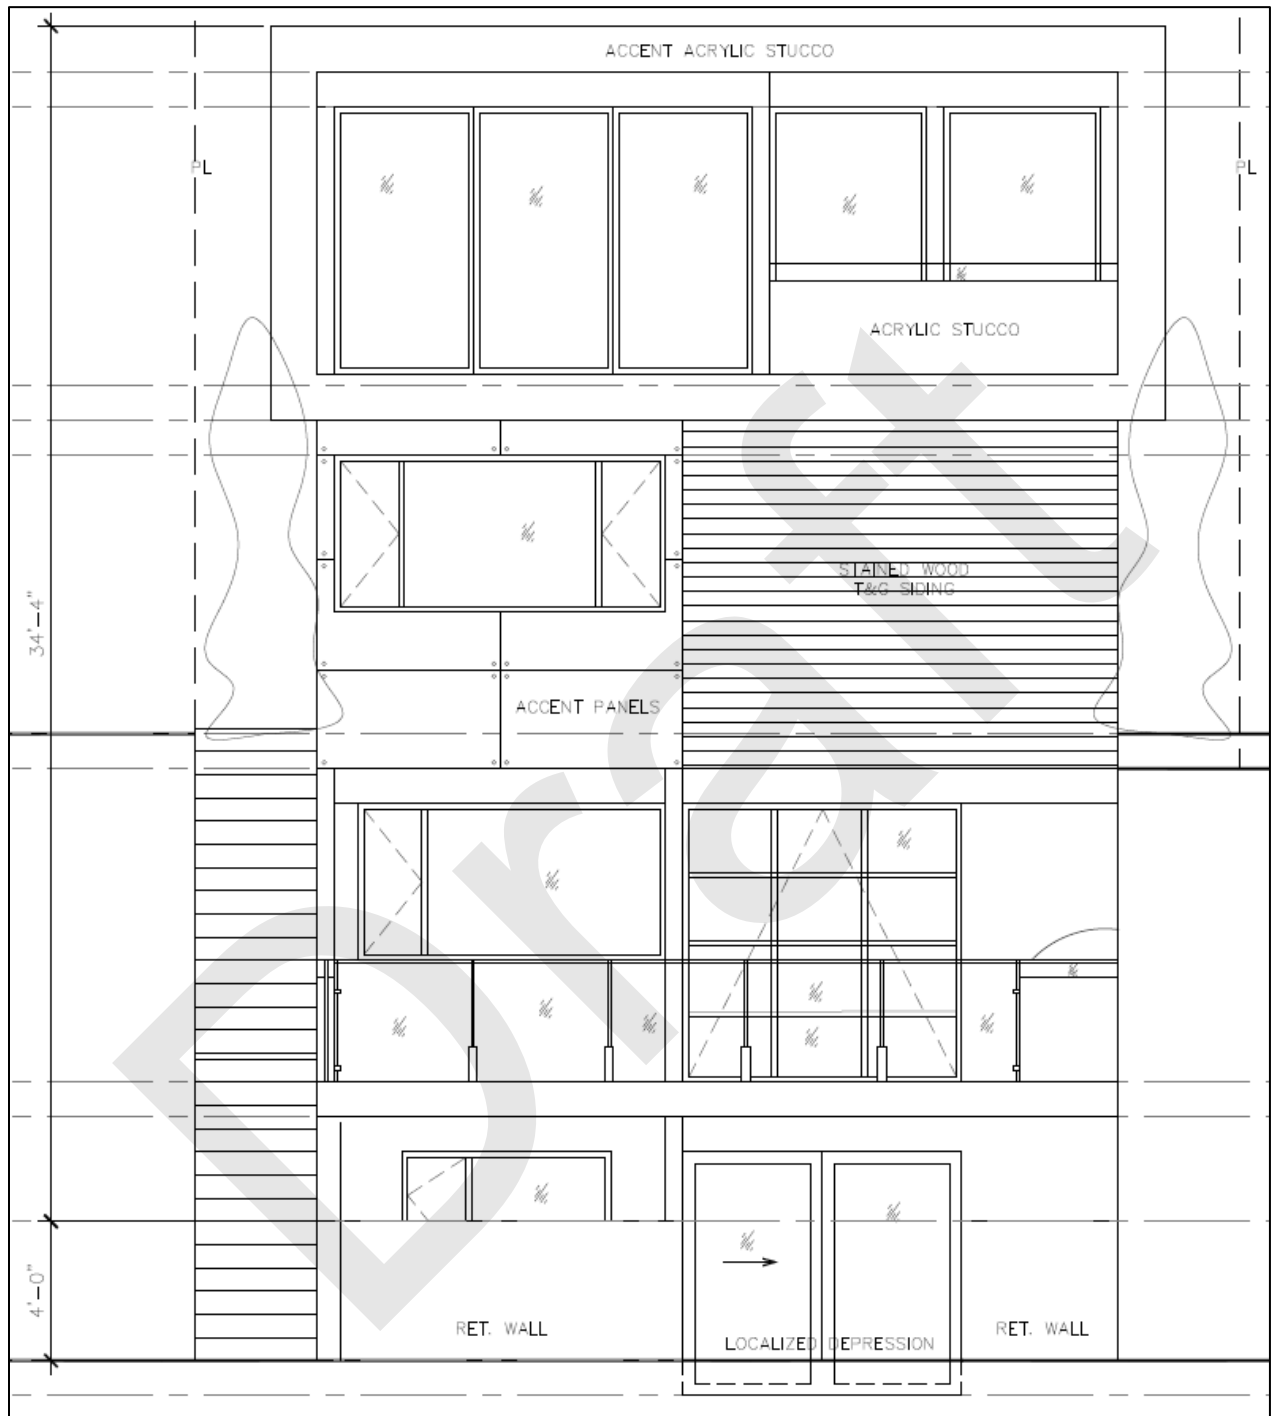 ACCENT ACRYLIC STUCCO
PL
PL
ACRYLIC STUCCO
STAINED WOOD
T&G SIDING
34'-4"
ACCENT PANELS
4'-0"
RET. WALL
LOCALIZED DEPRESSION
RET. WALL
Draft